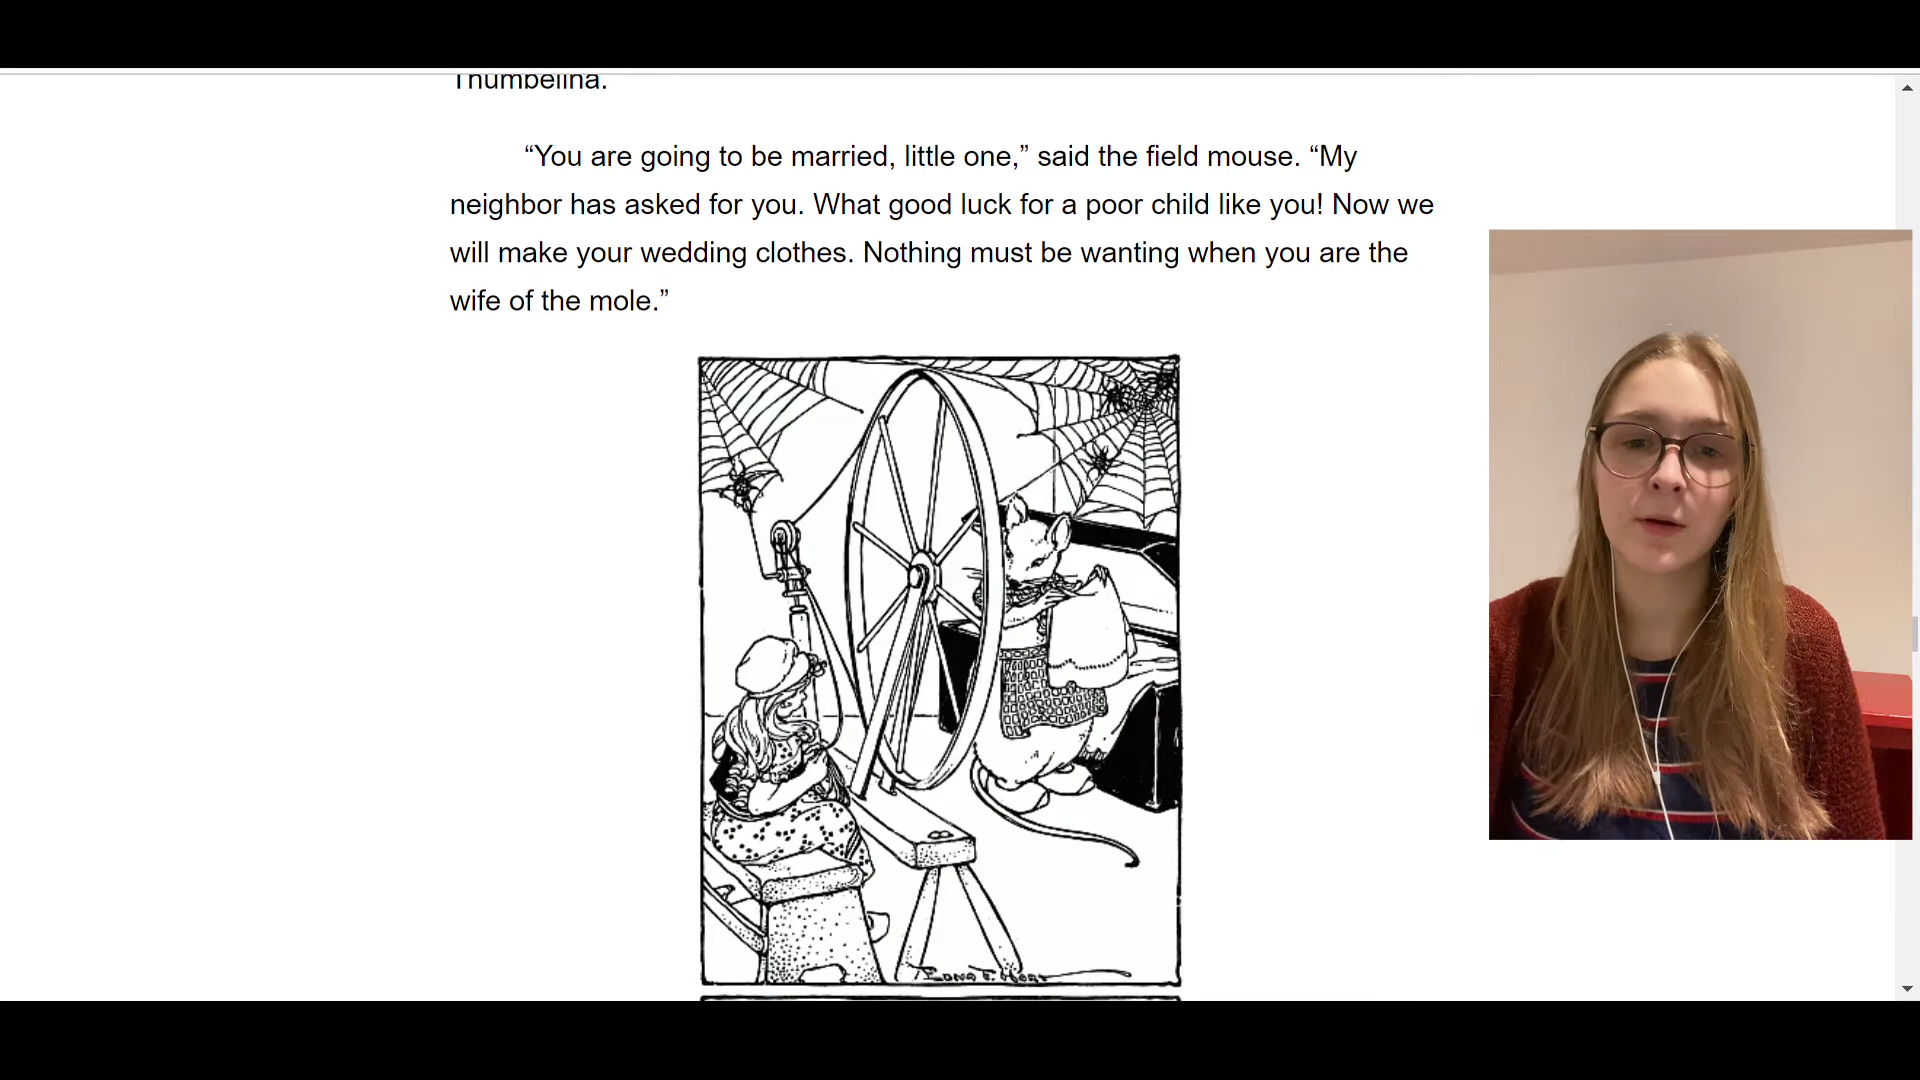 Thumbelina.
“You are going to be married, little one,” said the field mouse. “My
neighbor has asked for you. What good luck for a poor child like you! Now we
will make your wedding clothes. Nothing must be wanting when you are the
wife of the mole.”